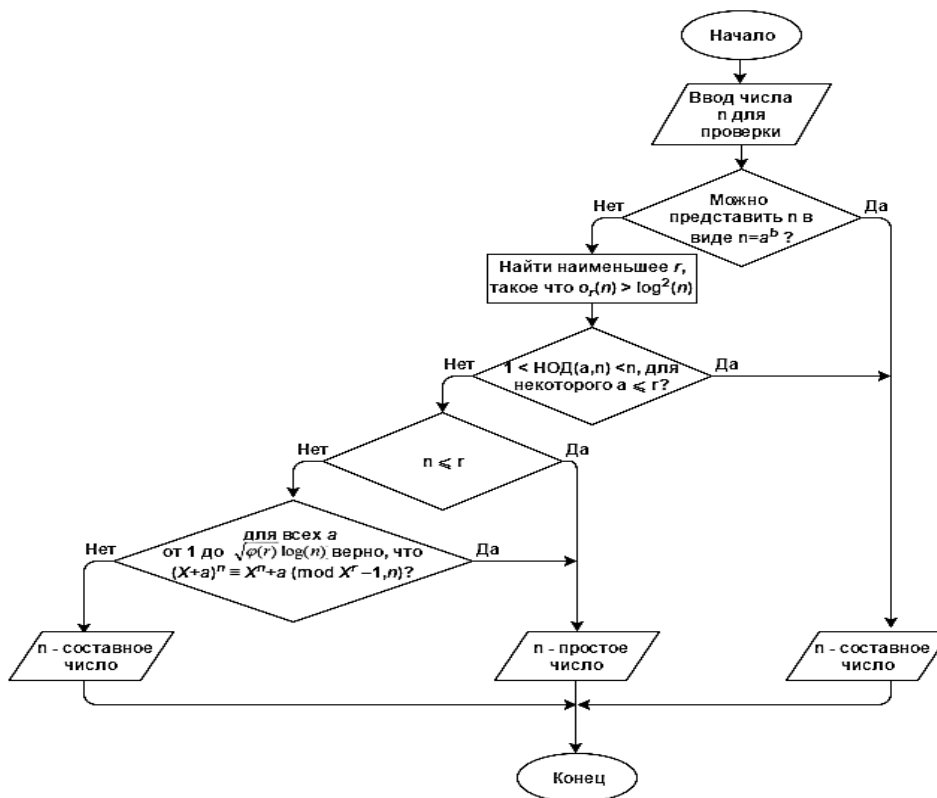 Начало
Ввод числа
n для
проверки
Можно
представить n в
виде n=a^b ?
Нет
Да
Найти наименьшее r,
такое что o_r(n) > log²(n)
1 < НОД(a,n) <n, для
некоторого a ⩽ r?
Нет
Да
n ⩽ r
Нет
Да
для всех a
от 1 до √φ(r) log(n) верно, что
(X+a)ⁿ ≡ Xⁿ+a (mod X^r −1,n)?
Нет
Да
n - составное
число
n - простое
число
n - составное
число
Конец